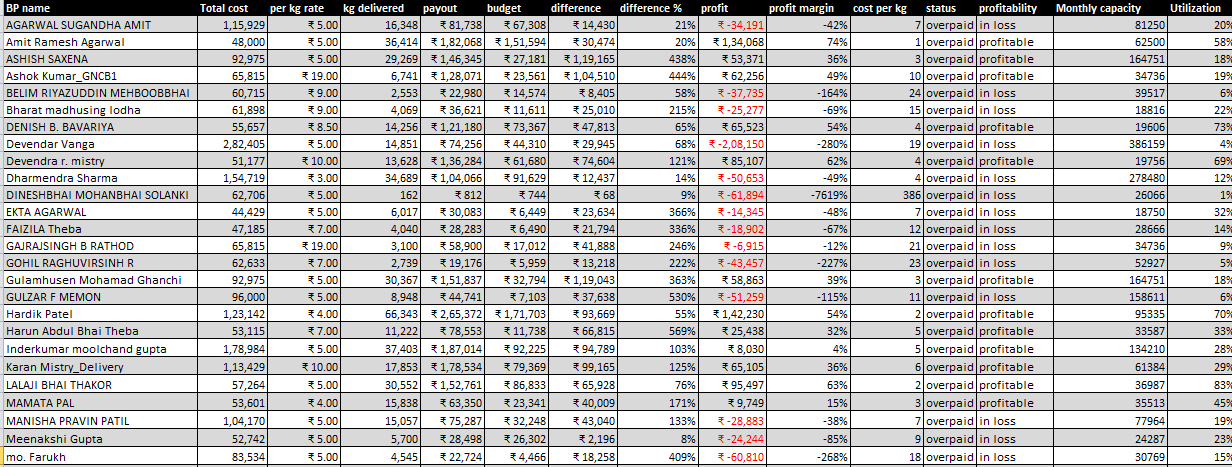 BP name Total cost per kg rate kg delivered payout budget difference difference % profit profit margin cost per kg status profitability Monthly capacity Utilization
AGARWAL SUGANDHA AMIT 1,15,929 ₹ 5.00 16,348 ₹ 81,738 ₹ 67,308 ₹ 14,430 21% ₹ -34,191 -42% 7 overpaid in loss 81250 20%
Amit Ramesh Agarwal 48,000 ₹ 5.00 36,414 ₹ 1,82,068 ₹ 1,51,594 ₹ 30,474 20% ₹ 1,34,068 74% 1 overpaid profitable 62500 58%
ASHISH SAXENA 92,975 ₹ 5.00 29,269 ₹ 1,46,345 ₹ 27,181 ₹ 1,19,165 438% ₹ 53,371 36% 3 overpaid profitable 164751 18%
Ashok Kumar_GNCB1 65,815 ₹ 19.00 6,741 ₹ 1,28,071 ₹ 23,561 ₹ 1,04,510 444% ₹ 62,256 49% 10 overpaid profitable 34736 19%
BELIM RIYAZUDDIN MEHBOOBBHAI 60,715 ₹ 9.00 2,553 ₹ 22,980 ₹ 14,574 ₹ 8,405 58% ₹ -37,735 -164% 24 overpaid in loss 39517 6%
Bharat madhusing lodha 61,898 ₹ 9.00 4,069 ₹ 36,621 ₹ 11,611 ₹ 25,010 215% ₹ -25,277 -69% 15 overpaid in loss 18816 22%
DENISH B. BAVARIYA 55,657 ₹ 8.50 14,256 ₹ 1,21,180 ₹ 73,367 ₹ 47,813 65% ₹ 65,523 54% 4 overpaid profitable 19606 73%
Devendar Vanga 2,82,405 ₹ 5.00 14,851 ₹ 74,256 ₹ 44,310 ₹ 29,945 68% ₹ -2,08,150 -280% 19 overpaid in loss 386159 4%
Devendra r. mistry 51,177 ₹ 10.00 13,628 ₹ 1,36,284 ₹ 61,680 ₹ 74,604 121% ₹ 85,107 62% 4 overpaid profitable 19756 69%
Dharmendra Sharma 1,54,719 ₹ 3.00 34,689 ₹ 1,04,066 ₹ 91,629 ₹ 12,437 14% ₹ -50,653 -49% 4 overpaid in loss 278480 12%
DINESHBHAI MOHANBHAI SOLANKI 62,706 ₹ 5.00 162 ₹ 812 ₹ 744 ₹ 68 9% ₹ -61,894 -7619% 386 overpaid in loss 26066 1%
EKTA AGARWAL 44,429 ₹ 5.00 6,017 ₹ 30,083 ₹ 6,449 ₹ 23,634 366% ₹ -14,345 -48% 7 overpaid in loss 18750 32%
FAIZILA Theba 47,185 ₹ 7.00 4,040 ₹ 28,283 ₹ 6,490 ₹ 21,794 336% ₹ -18,902 -67% 12 overpaid in loss 28666 14%
GAJRAJSINGH B RATHOD 65,815 ₹ 19.00 3,100 ₹ 58,900 ₹ 17,012 ₹ 41,888 246% ₹ -6,915 -12% 21 overpaid in loss 34736 9%
GOHIL RAGHUVIRSINH R 62,633 ₹ 7.00 2,739 ₹ 19,176 ₹ 5,959 ₹ 13,218 222% ₹ -43,457 -227% 23 overpaid in loss 52927 5%
Gulamhusen Mohamad Ghanchi 92,975 ₹ 5.00 30,367 ₹ 1,51,837 ₹ 32,794 ₹ 1,19,043 363% ₹ 58,863 39% 3 overpaid profitable 164751 18%
GULZAR F MEMON 96,000 ₹ 5.00 8,948 ₹ 44,741 ₹ 7,103 ₹ 37,638 530% ₹ -51,259 -115% 11 overpaid in loss 158611 6%
Hardik Patel 1,23,142 ₹ 4.00 66,343 ₹ 2,65,372 ₹ 1,71,703 ₹ 93,669 55% ₹ 1,42,230 54% 2 overpaid profitable 95335 70%
Harun Abdul Bhai Theba 53,115 ₹ 7.00 11,222 ₹ 78,553 ₹ 11,738 ₹ 66,815 569% ₹ 25,438 32% 5 overpaid profitable 33587 33%
Inderkumar moolchand gupta 1,78,984 ₹ 5.00 37,403 ₹ 1,87,014 ₹ 92,225 ₹ 94,789 103% ₹ 8,030 4% 5 overpaid profitable 134210 28%
Karan Mistry_Delivery 1,13,429 ₹ 10.00 17,853 ₹ 1,78,534 ₹ 79,369 ₹ 99,165 125% ₹ 65,105 36% 6 overpaid profitable 61384 29%
LALAJI BHAI THAKOR 57,264 ₹ 5.00 30,552 ₹ 1,52,761 ₹ 86,833 ₹ 65,928 76% ₹ 95,497 63% 2 overpaid profitable 36987 83%
MAMATA PAL 53,601 ₹ 4.00 15,838 ₹ 63,350 ₹ 23,341 ₹ 40,009 171% ₹ 9,749 15% 3 overpaid profitable 35513 45%
MANISHA PRAVIN PATIL 1,04,170 ₹ 5.00 15,057 ₹ 75,287 ₹ 32,248 ₹ 43,040 133% ₹ -28,883 -38% 7 overpaid in loss 77964 19%
Meenakshi Gupta 52,742 ₹ 5.00 5,700 ₹ 28,498 ₹ 26,302 ₹ 2,196 8% ₹ -24,244 -85% 9 overpaid in loss 24287 23%
mo. Farukh 83,534 ₹ 5.00 4,545 ₹ 22,724 ₹ 4,466 ₹ 18,258 409% ₹ -60,810 -268% 18 overpaid in loss 30769 15%